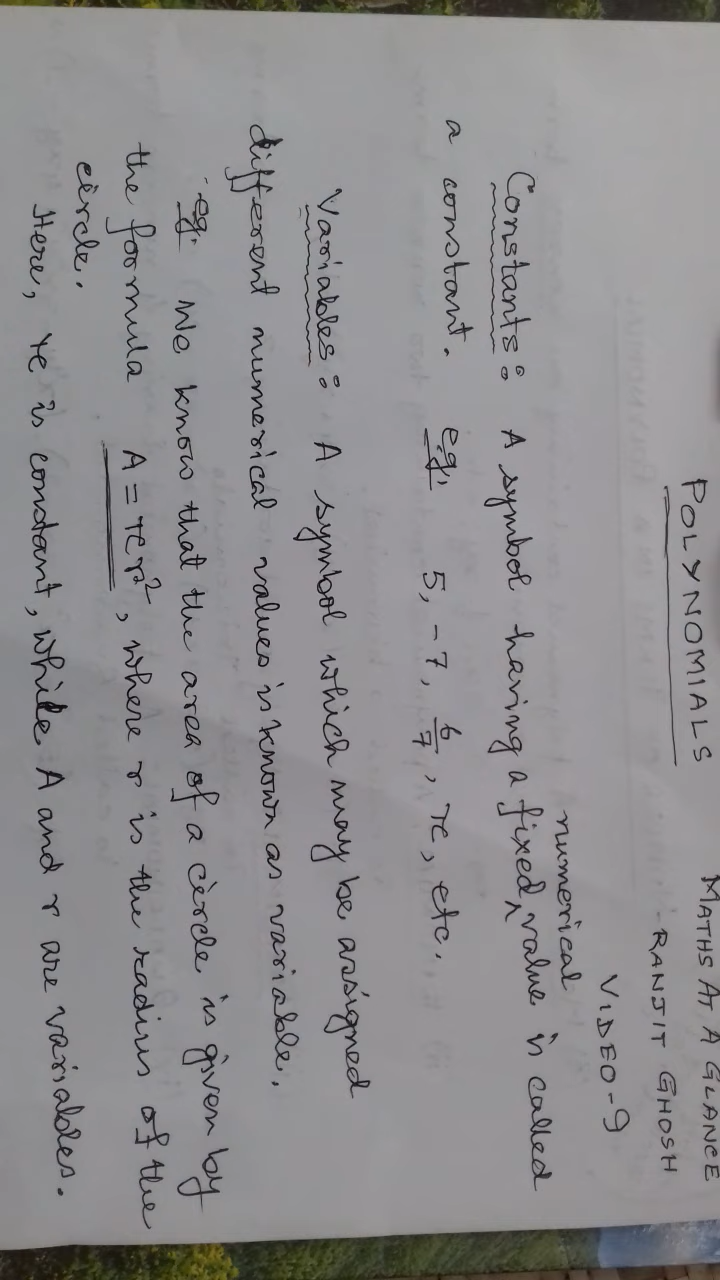 MATHS AT A GLANCE
RANJIT GHOSH
VIDEO-9
POLYNOMIALS
numerical
Constants: A symbol having a fixed ^ value is called
a constant. eg. 5, -7, 6/7, π, etc.
Variables: A symbol which may be assigned
different numerical values is known as variable.
eg. We know that the area of a circle is given by
the formula A = πr², where r is the radius of the
circle.
Here, π is constant, while A and r are variables.